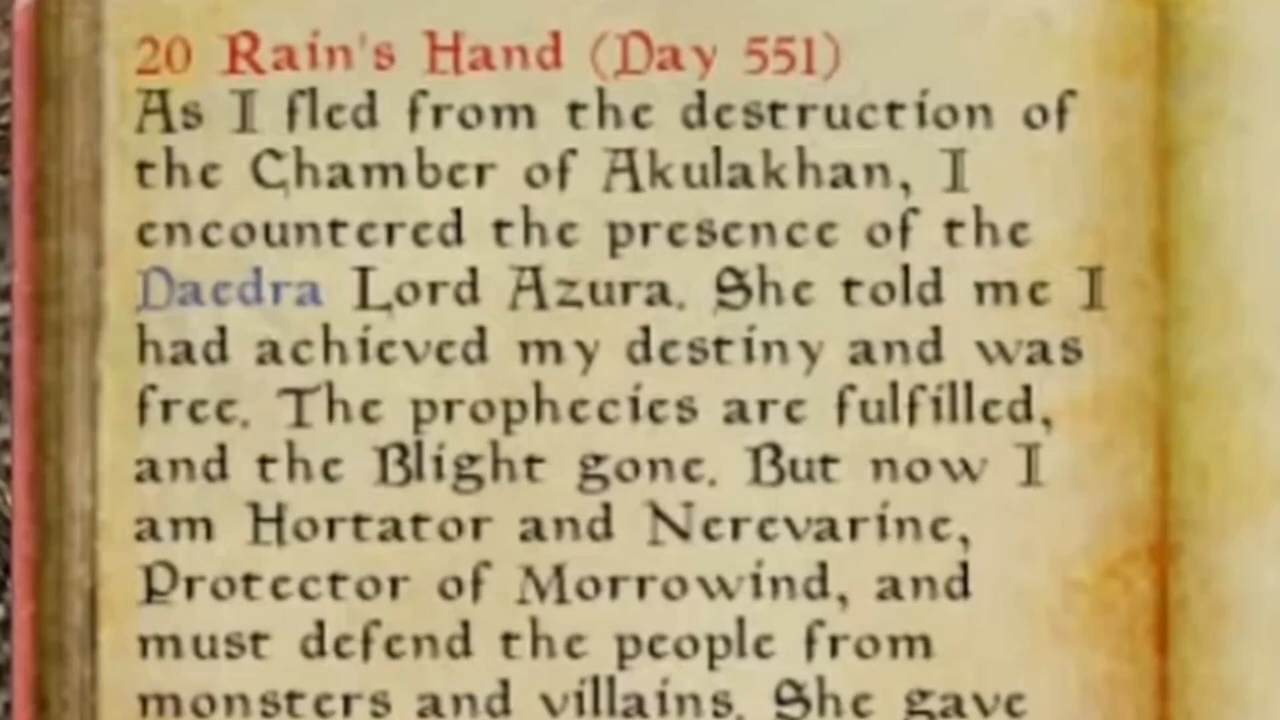 20 Rain's Hand (Day 551)
As I fled from the destruction of
the Chamber of Akulakhan, I
encountered the presence of the
Daedra Lord Azura. She told me I
had achieved my destiny and was
free. The prophecies are fulfilled,
and the Blight gone. But now I
am Hortator and Nerevarine,
Protector of Morrowind, and
must defend the people from
monsters and villains. She gave